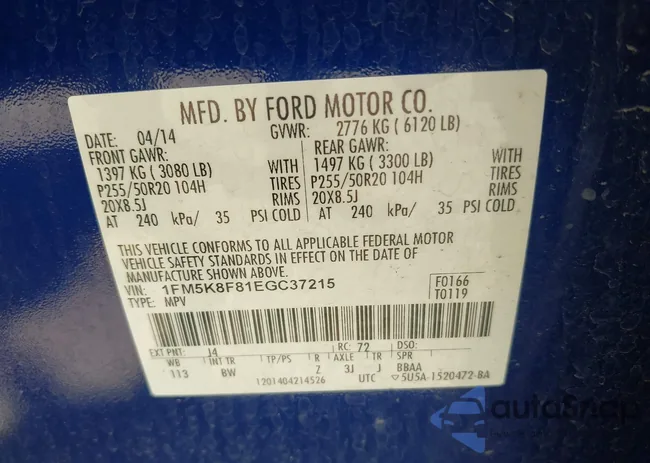 MFD. BY FORD MOTOR CO.
DATE: 04/14 GVWR: 2776 KG ( 6120 LB)
FRONT GAWR: REAR GAWR:
1397 KG ( 3080 LB) WITH 1497 KG ( 3300 LB) WITH
P255/50R20 104H TIRES P255/50R20 104H TIRES
20X8.5J RIMS 20X8.5J RIMS
AT 240 kPa/ 35 PSI COLD AT 240 kPa/ 35 PSI COLD
THIS VEHICLE CONFORMS TO ALL APPLICABLE FEDERAL MOTOR
VEHICLE SAFETY STANDARDS IN EFFECT ON THE DATE OF
MANUFACTURE SHOWN ABOVE.
VIN: 1FM5K8F81EGC37215 F0166
TYPE: MPV T0119
EXT PNT: J4 RC: 72 DSO:
WB INT TR TP/PS R AXLE TR SPR
113 BW Z 3J J BBAA
1201404214526 UTC ▽5U5A-1520472-BA
autoSnap